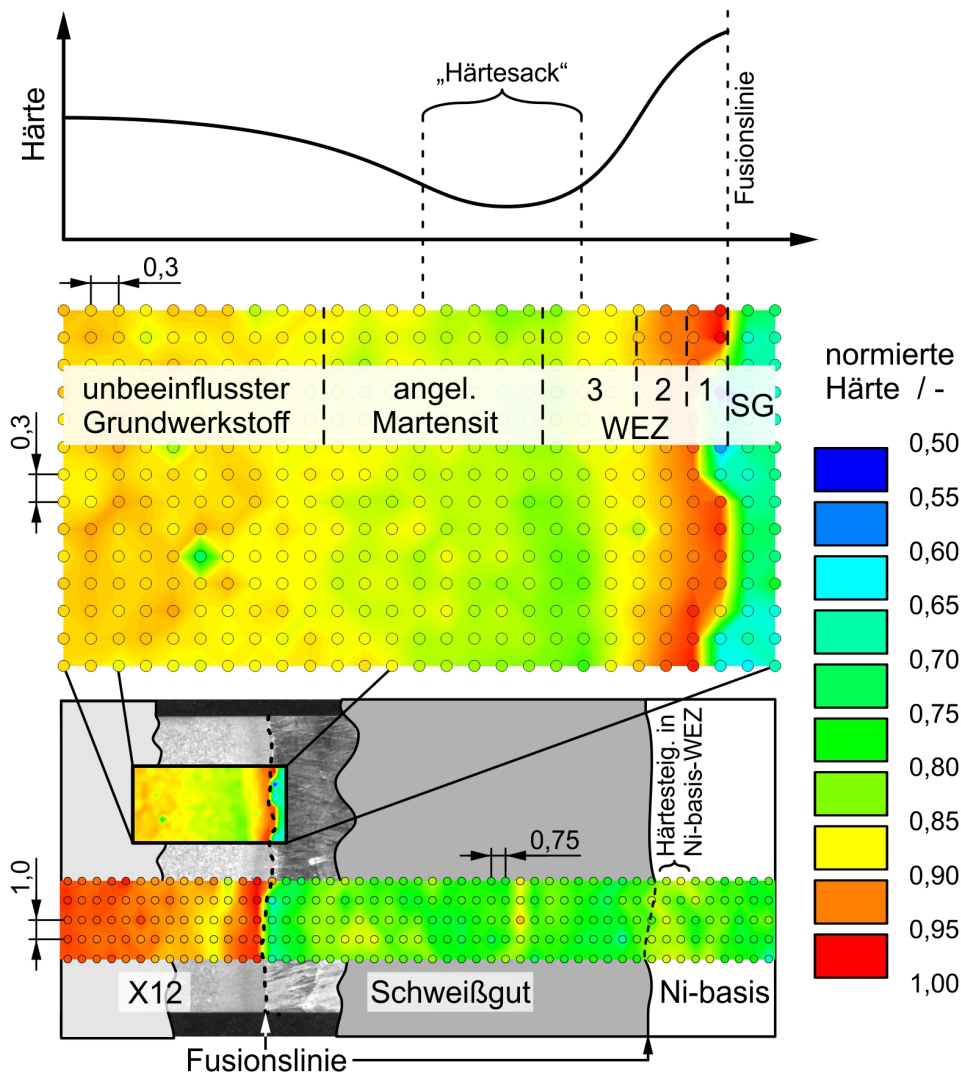 „Härtesack“
Härte
Fusionslinie
0,3
0,3
unbeeinflusster
Grundwerkstoff
angel.
Martensit
3
2
1
WEZ
SG
normierte
Härte / -
0,50
0,55
0,60
0,65
0,70
0,75
0,80
0,85
0,90
0,95
1,00
Härtesteig. in
Ni-basis-WEZ
0,75
1,0
X12
Schweißgut
Ni-basis
Fusionslinie